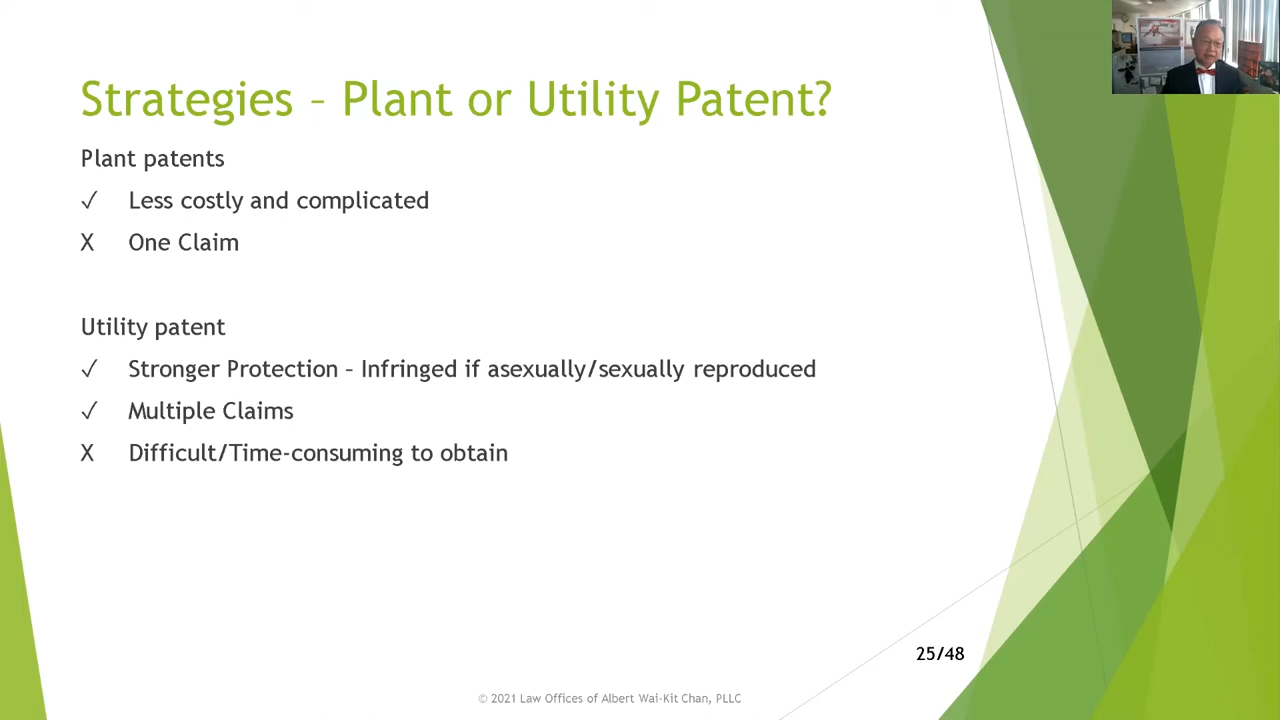 Strategies – Plant or Utility Patent?
Plant patents
✓ Less costly and complicated
X One Claim
Utility patent
✓ Stronger Protection – Infringed if asexually/sexually reproduced
✓ Multiple Claims
X Difficult/Time-consuming to obtain
25/48
© 2021 Law Offices of Albert Wai-Kit Chan, PLLC